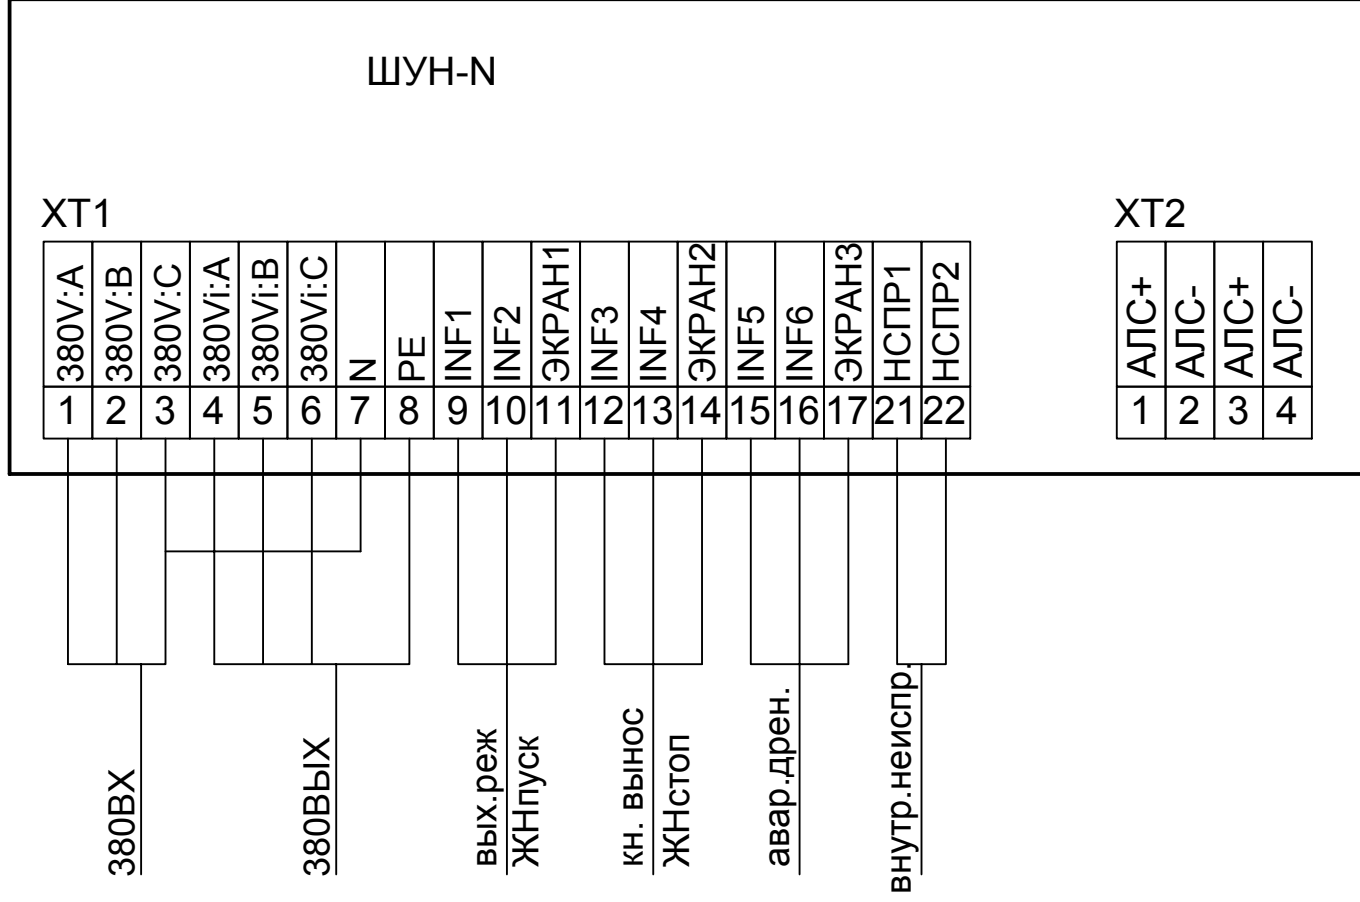 ШУН-N
XT1
XT2
380V:A
380V:B
380V:C
380Vi:A
380Vi:B
380Vi:C
N
PE
INF1
INF2
ЭКРАН1
INF3
INF4
ЭКРАН2
INF5
INF6
ЭКРАН3
НСПР1
НСПР2
АЛС+
АЛС-
АЛС+
АЛС-
1 2 3 4 5 6 7 8 9 10 11 12 13 14 15 16 17 21 22
1 2 3 4
380ВХ
380ВЫХ
вых.реж
ЖНпуск
кн. вынос
ЖНстоп
авар.дрен.
внутр.неиспр.